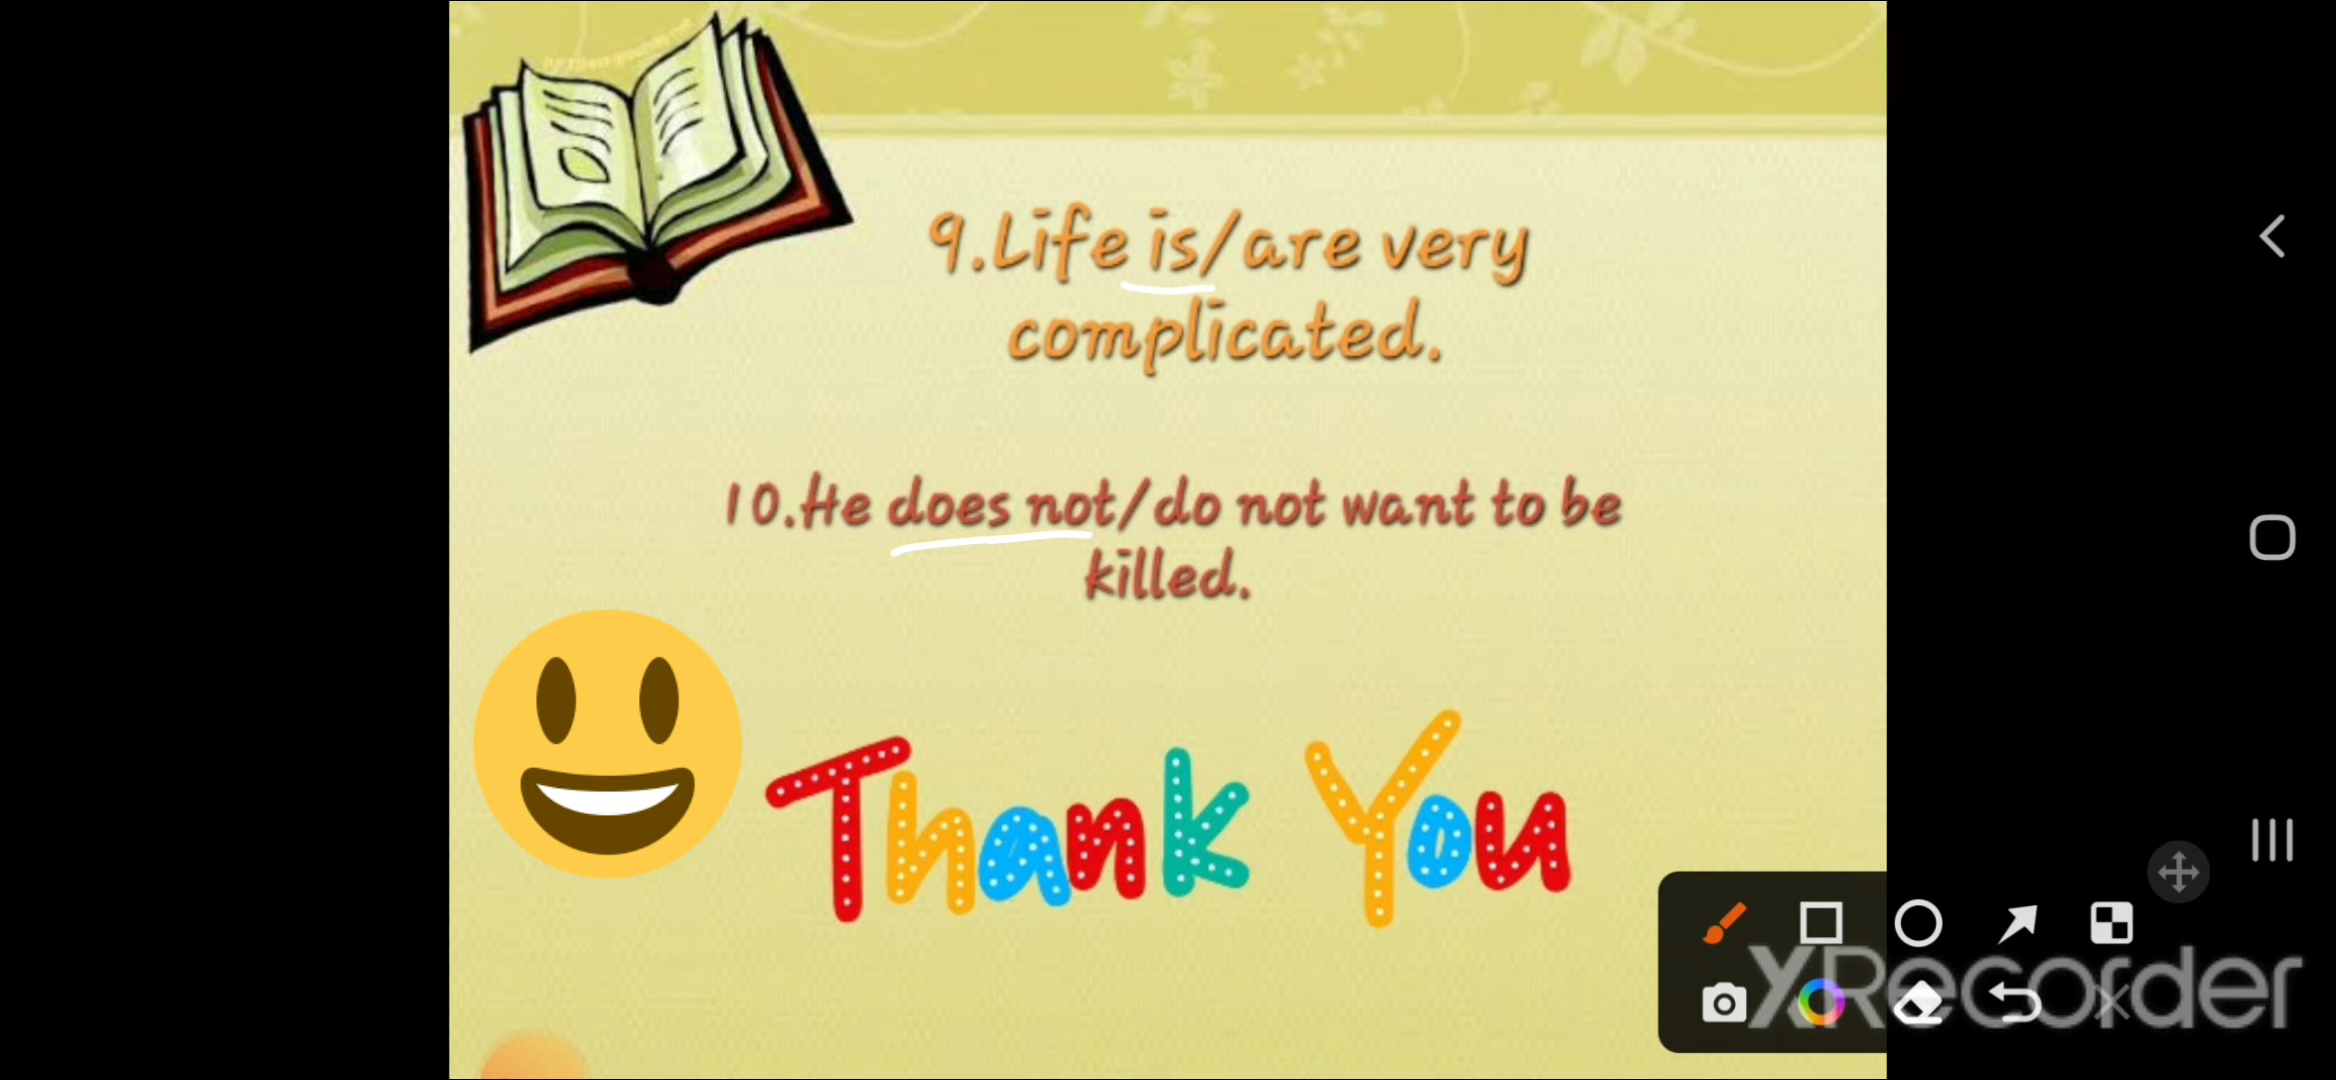 9.Life is/are very
complicated.
10.He does not/do not want to be
killed.
Thank You
XRecorder